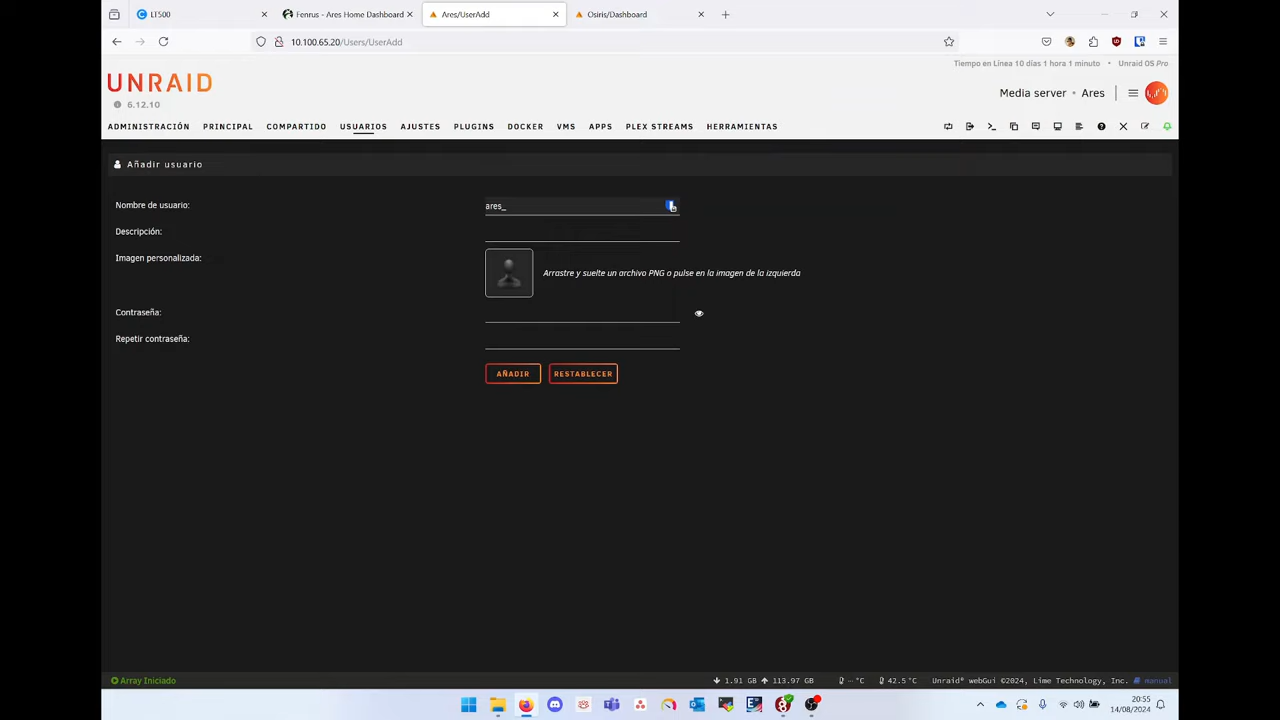 LT500
Fenrus - Ares Home Dashboard
Ares/UserAdd
Osiris/Dashboard
10.100.65.20/Users/UserAdd
UNRAID
6.12.10
Tiempo en Línea 10 días 1 hora 1 minuto • Unraid OS Pro
Media server • Ares
ADMINISTRACIÓN PRINCIPAL COMPARTIDO USUARIOS AJUSTES PLUGINS DOCKER VMS APPS PLEX STREAMS HERRAMIENTAS
Añadir usuario
Nombre de usuario: ares_
Descripción:
Imagen personalizada: Arrastre y suelte un archivo PNG o pulse en la imagen de la izquierda
Contraseña:
Repetir contraseña:
AÑADIR RESTABLECER
Array Iniciado
1.91 GB 113.97 GB -- °C 42.5 °C Unraid® webGui ©2024, Lime Technology, Inc. manual
20:55
14/08/2024